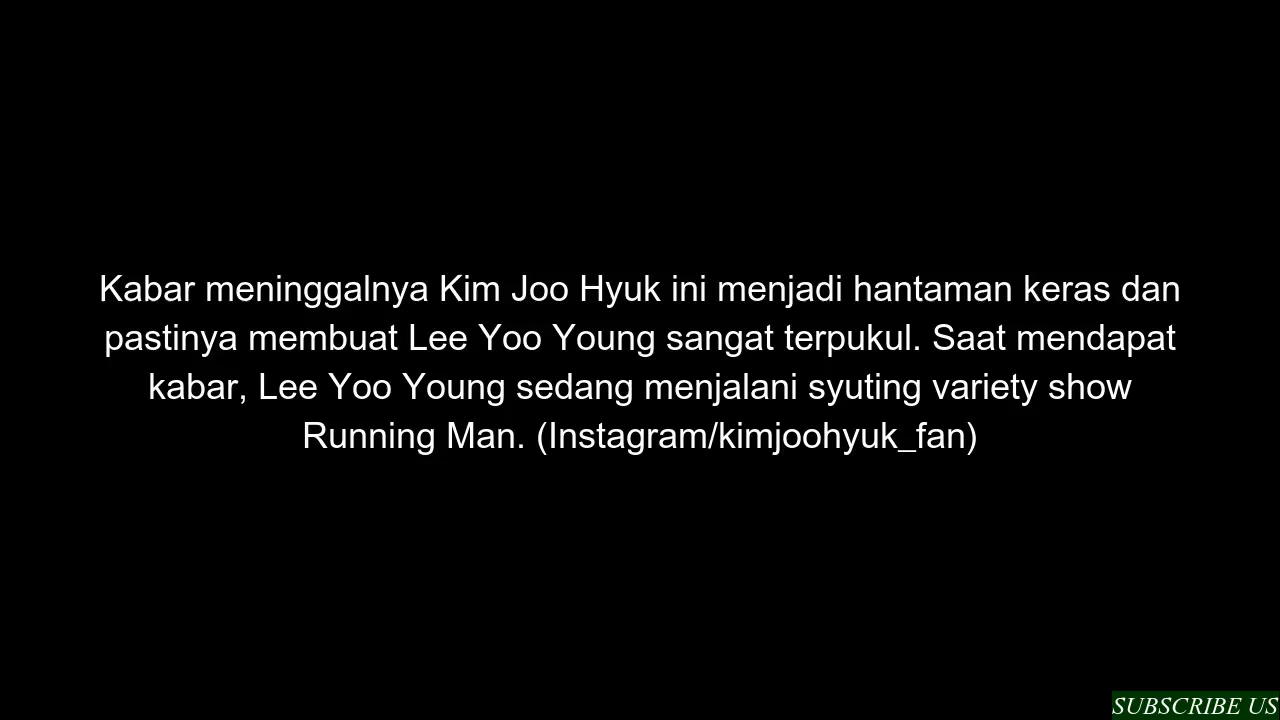 Kabar meninggalnya Kim Joo Hyuk ini menjadi hantaman keras dan
pastinya membuat Lee Yoo Young sangat terpukul. Saat mendapat
kabar, Lee Yoo Young sedang menjalani syuting variety show
Running Man. (Instagram/kimjoohyuk_fan)
SUBSCRIBE US